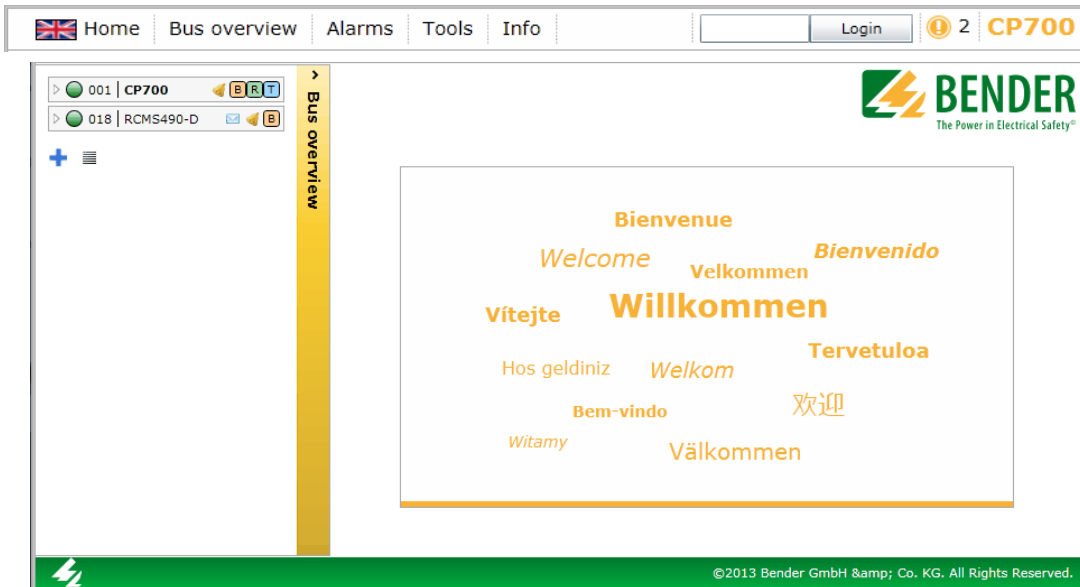 Home Bus overview Alarms Tools Info Login 2 CP700
001 CP700 B R T
018 RCMS490-D B
Bus overview
BENDER
The Power in Electrical Safety®
Bienvenue
Welcome
Bienvenido
Velkommen
Willkommen
Vítejte
Tervetuloa
Hos geldiniz
Welkom
欢迎
Bem-vindo
Witamy
Välkommen
©2013 Bender GmbH &amp; Co. KG. All Rights Reserved.